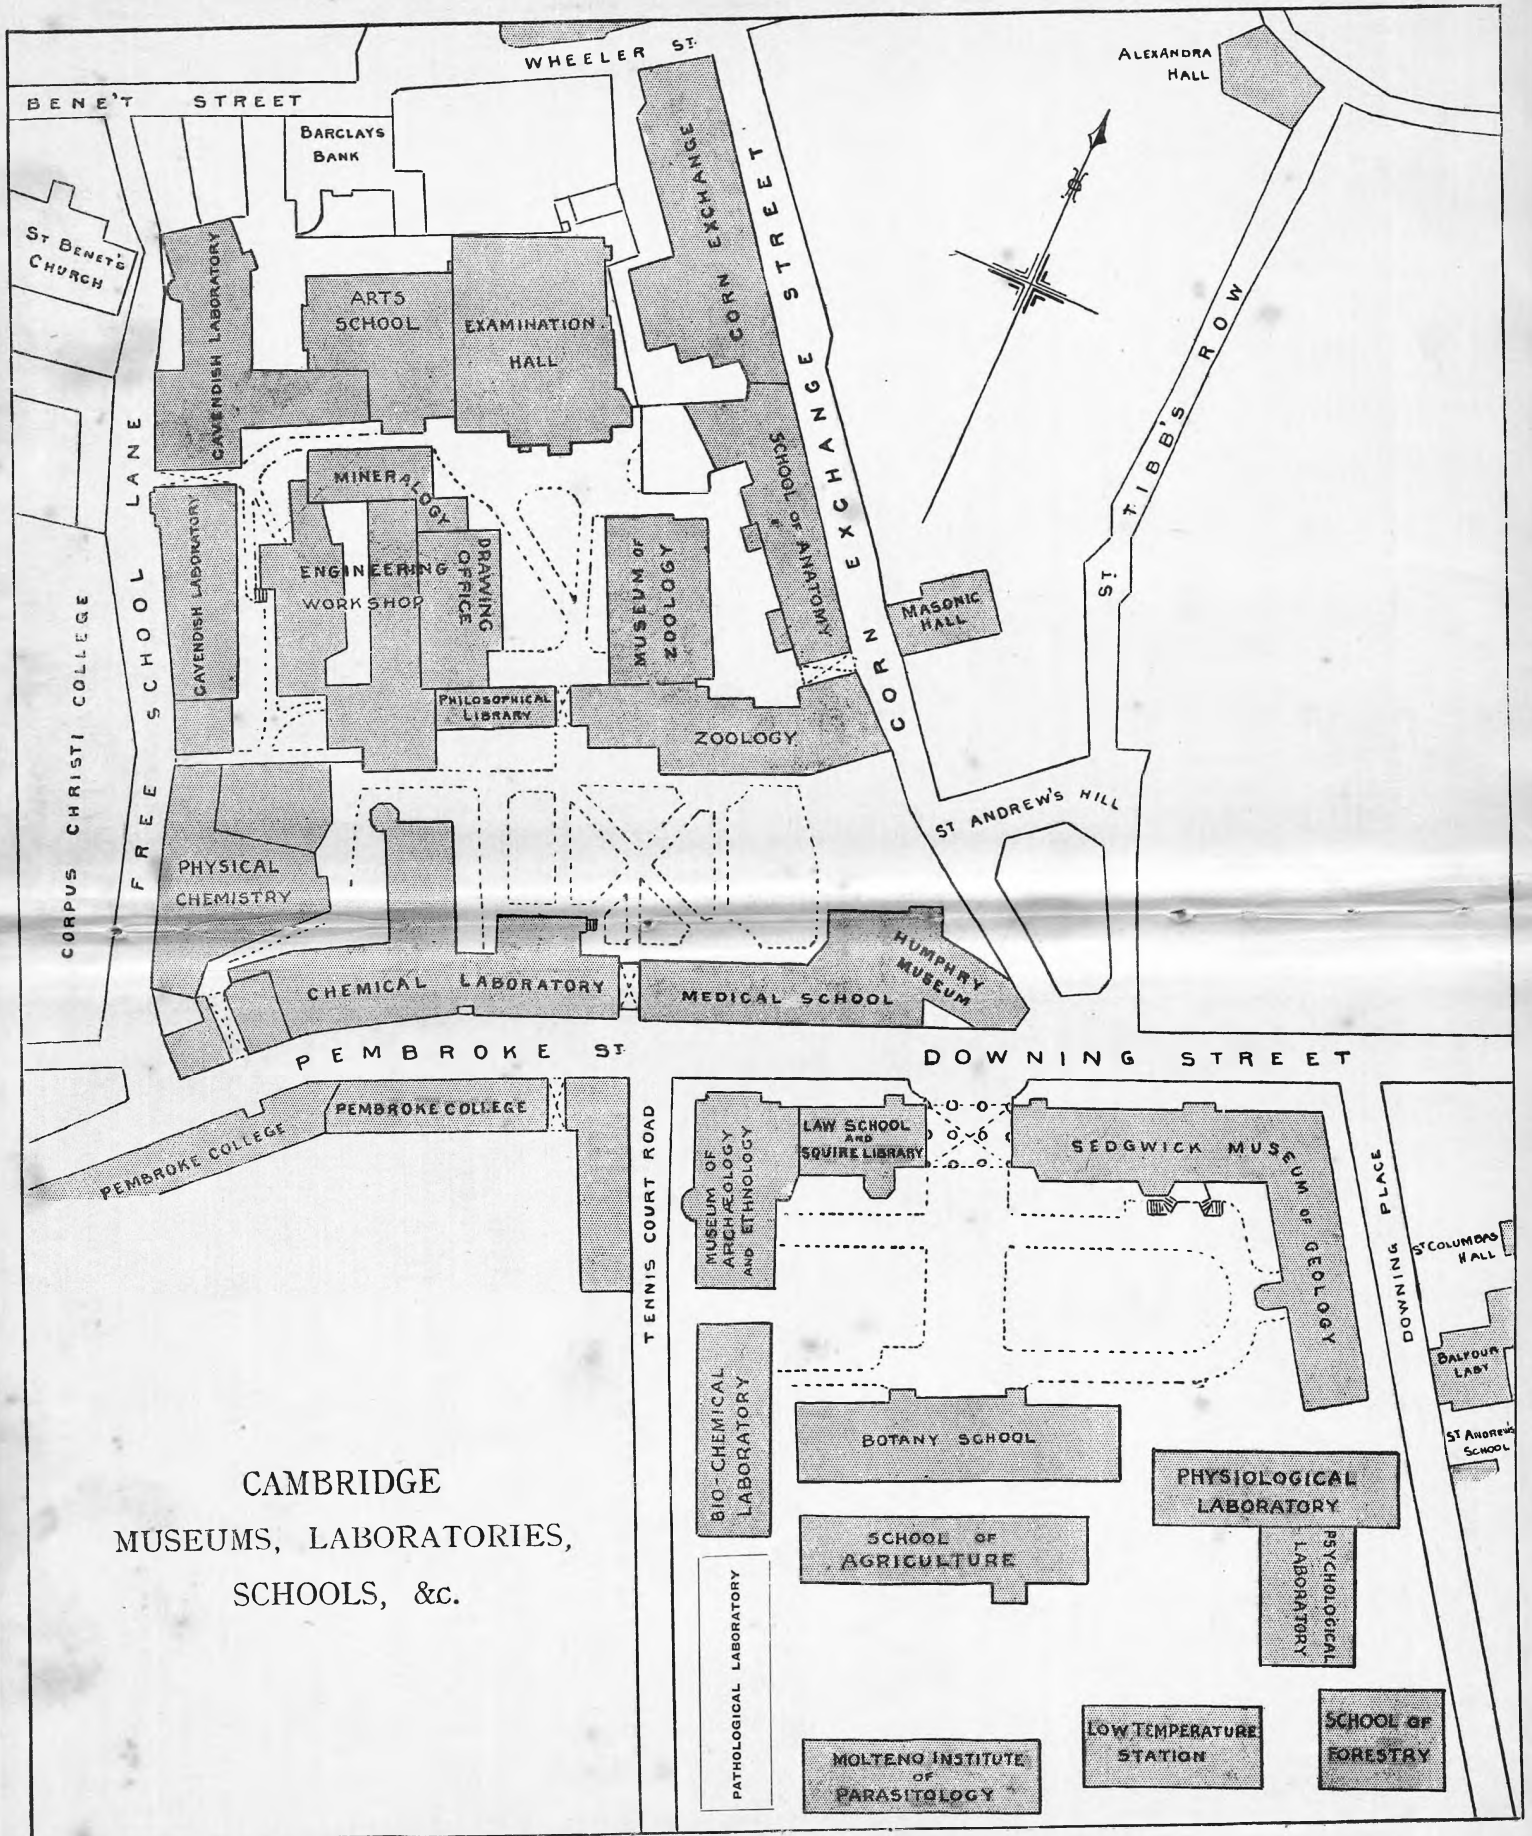 WHEELER ST.
ALEXANDRA
HALL
BENE'T STREET
BARCLAYS
BANK
ST BENET'S
CHURCH
CAVENDISH LABORATORY
ARTS
SCHOOL
EXAMINATION
HALL
CORN EXCHANGE
CORN EXCHANGE STREET
ST. TIBB'S ROW
MINERALOGY
CAVENDISH LABORATORY
ENGINEERING
WORKSHOP
DRAWING
OFFICE
MUSEUM OF
ZOOLOGY
SCHOOL OF ANATOMY
MASONIC
HALL
CORPUS CHRISTI COLLEGE
FREE SCHOOL LANE
PHILOSOPHICAL
LIBRARY
ZOOLOGY
ST ANDREW'S HILL
PHYSICAL
CHEMISTRY
CHEMICAL LABORATORY
MEDICAL SCHOOL
HUMPHRY
MUSEUM
PEMBROKE ST.
DOWNING STREET
PEMBROKE COLLEGE
PEMBROKE COLLEGE
TENNIS COURT ROAD
MUSEUM OF
ARCHÆOLOGY
AND ETHNOLOGY
LAW SCHOOL
AND
SQUIRE LIBRARY
SEDGWICK MUSEUM OF GEOLOGY
DOWNING PLACE
ST COLUMBAS
HALL
BALFOUR
LABY
ST ANDREW'S
SCHOOL
BIO-CHEMICAL
LABORATORY
BOTANY SCHOOL
PHYSIOLOGICAL
LABORATORY
PSYCHOLOGICAL
LABORATORY
SCHOOL OF
AGRICULTURE
PATHOLOGICAL LABORATORY
MOLTENO INSTITUTE
OF
PARASITOLOGY
LOW TEMPERATURE
STATION
SCHOOL OF
FORESTRY
CAMBRIDGE
MUSEUMS, LABORATORIES,
SCHOOLS, &c.